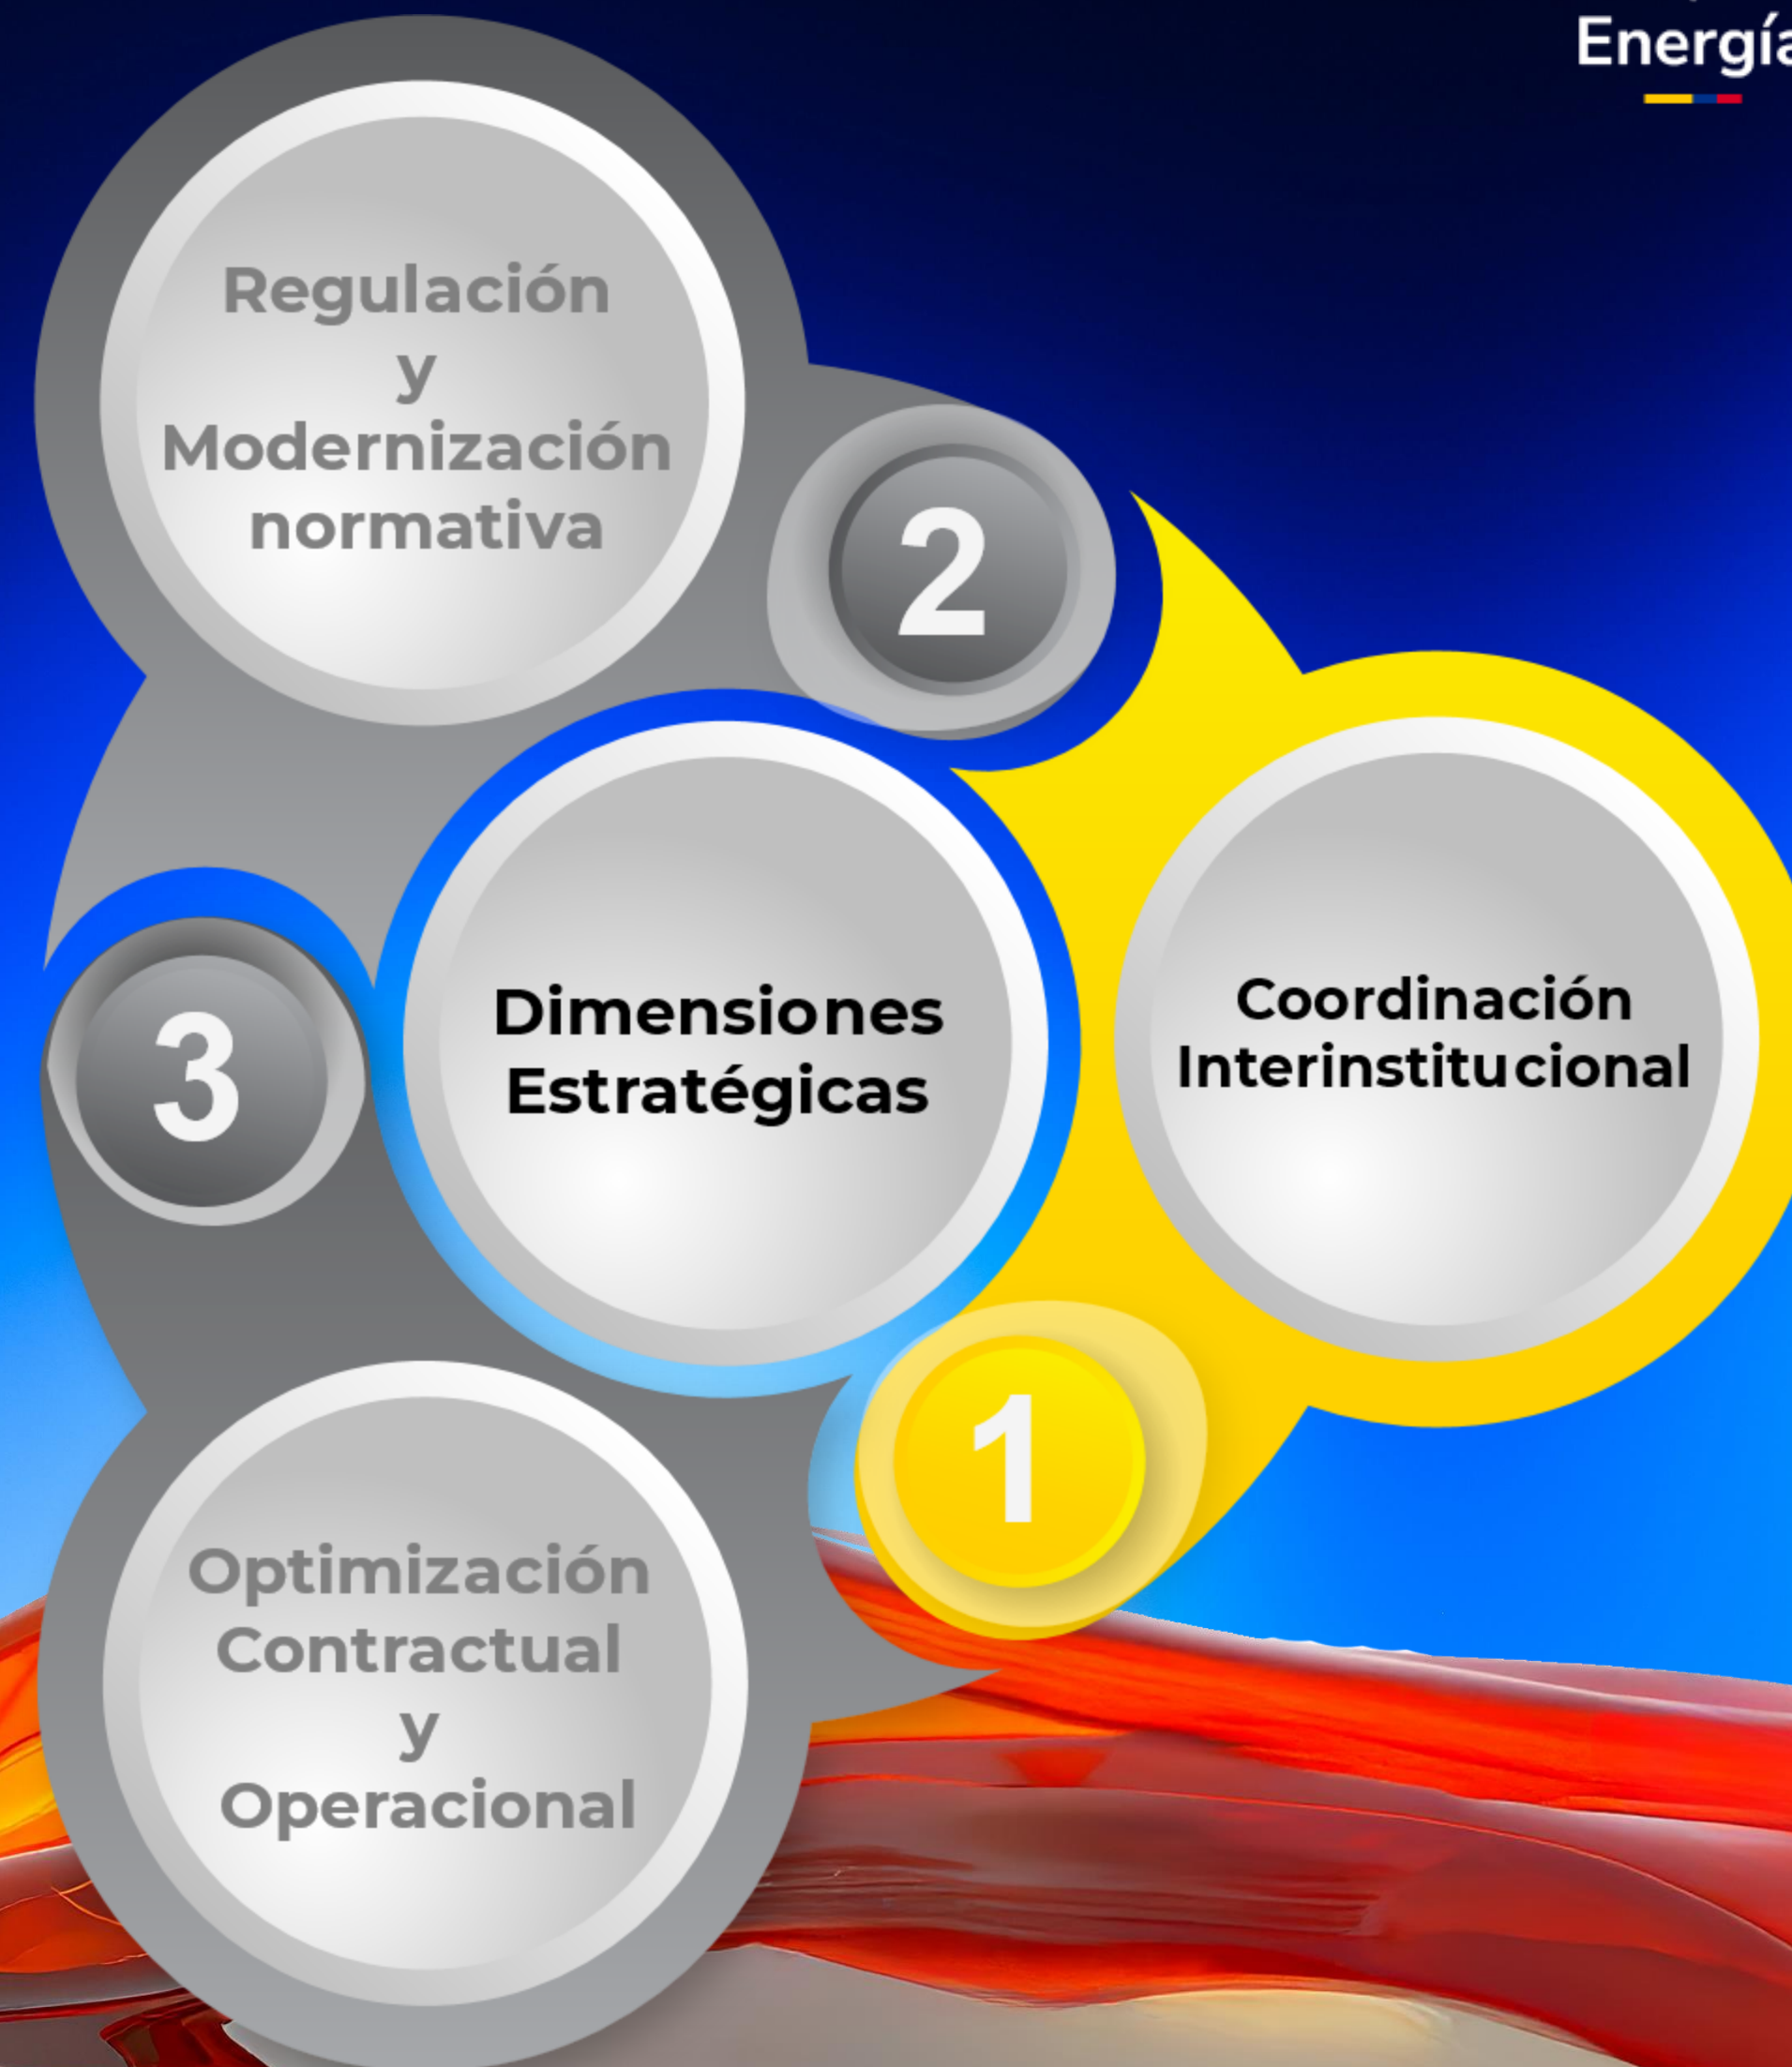 Energía
Regulación
y
Modernización
normativa
2
Dimensiones
Estratégicas
Coordinación
Interinstitucional
3
1
Optimización
Contractual
y
Operacional